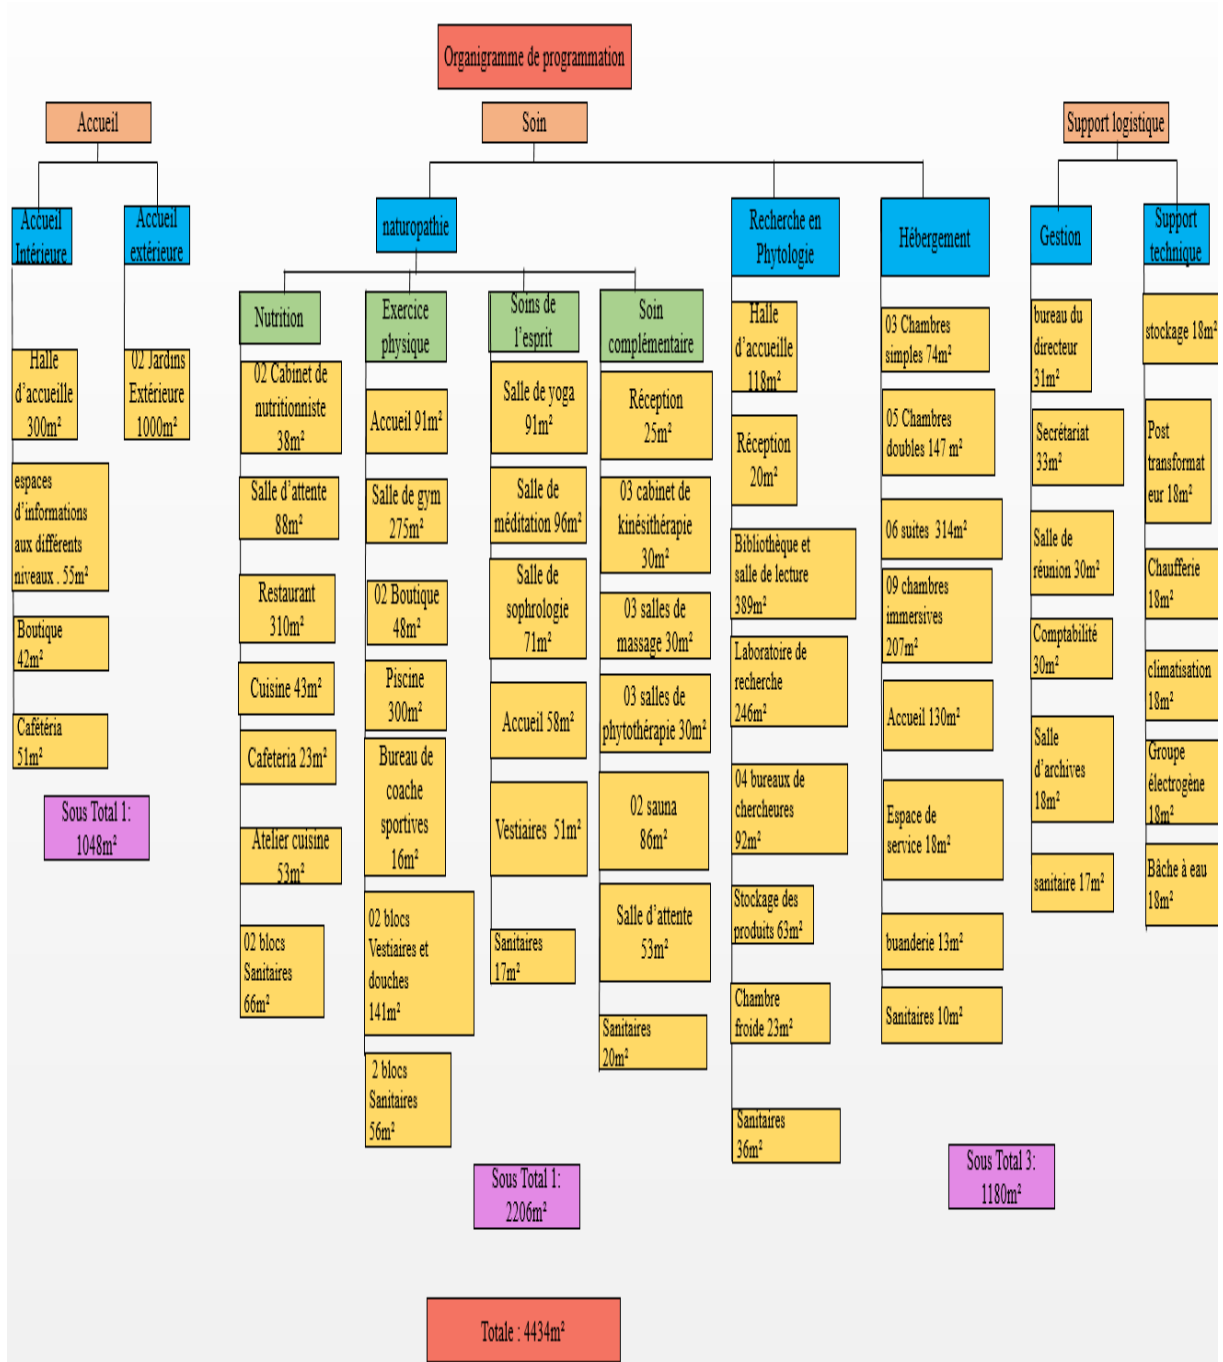 Organigramme de programmation
Accueil
Soin
Support logistique
Accueil
Intérieure
Accueil
extérieure
naturopathie
Recherche en
Phytologie
Hébergement
Gestion
Support
technique
Nutrition
Exercice
physique
Soins de
l’esprit
Soin
complémentaire
Halle
d’accueille
300m²
espaces
d’informations
aux différents
niveaux . 55m²
Boutique
42m²
Cafétéria
51m²
02 Jardins
Extérieure
1000m²
Sous Total 1:
1048m²
02 Cabinet de
nutritionniste
38m²
Salle d’attente
88m²
Restaurant
310m²
Cuisine 43m²
Cafeteria 23m²
Atelier cuisine
53m²
02 blocs
Sanitaires
66m²
Accueil 91m²
Salle de gym
275m²
02 Boutique
48m²
Piscine
300m²
Bureau de
coache
sportives
16m²
02 blocs
Vestiaires et
douches
141m²
2 blocs
Sanitaires
56m²
Salle de yoga
91m²
Salle de
méditation 96m²
Salle de
sophrologie
71m²
Accueil 58m²
Vestiaires 51m²
Sanitaires
17m²
Réception
25m²
03 cabinet de
kinésithérapie
30m²
03 salles de
massage 30m²
03 salles de
phytothérapie 30m²
02 sauna
86m²
Salle d’attente
53m²
Sanitaires
20m²
Halle
d’accueille
118m²
Réception
20m²
Bibliothèque et
salle de lecture
389m²
Laboratoire de
recherche
246m²
04 bureaux de
chercheures
92m²
Stockage des
produits 63m²
Chambre
froide 23m²
Sanitaires
36m²
03 Chambres
simples 74m²
05 Chambres
doubles 147 m²
06 suites 314m²
09 chambres
immersives
207m²
Accueil 130m²
Espace de
service 18m²
buanderie 13m²
Sanitaires 10m²
bureau du
directeur
31m²
Secrétariat
33m²
Salle de
réunion 30m²
Comptabilité
30m²
Salle
d’archives
18m²
sanitaire 17m²
stockage 18m²
Post
transformat
eur 18m²
Chaufferie
18m²
climatisation
18m²
Groupe
électrogène
18m²
Bâche à eau
18m²
Sous Total 1:
2206m²
Sous Total 3:
1180m²
Totale : 4434m²